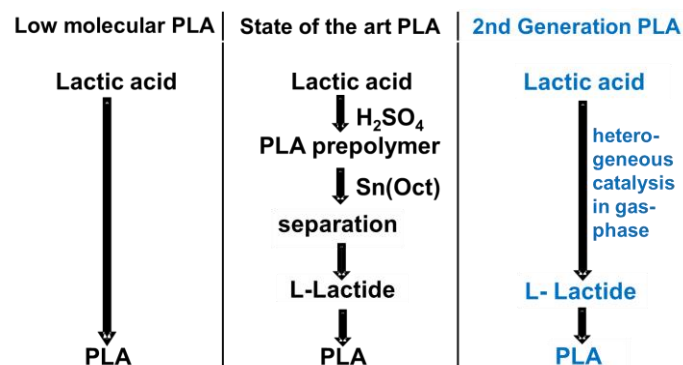 Low molecular PLA
Lactic acid
PLA
State of the art PLA
Lactic acid
H₂SO₄
PLA prepolymer
Sn(Oct)
separation
L-Lactide
PLA
2nd Generation PLA
Lactic acid
hetero-
geneous
catalysis
in gas-
phase
L- Lactide
PLA